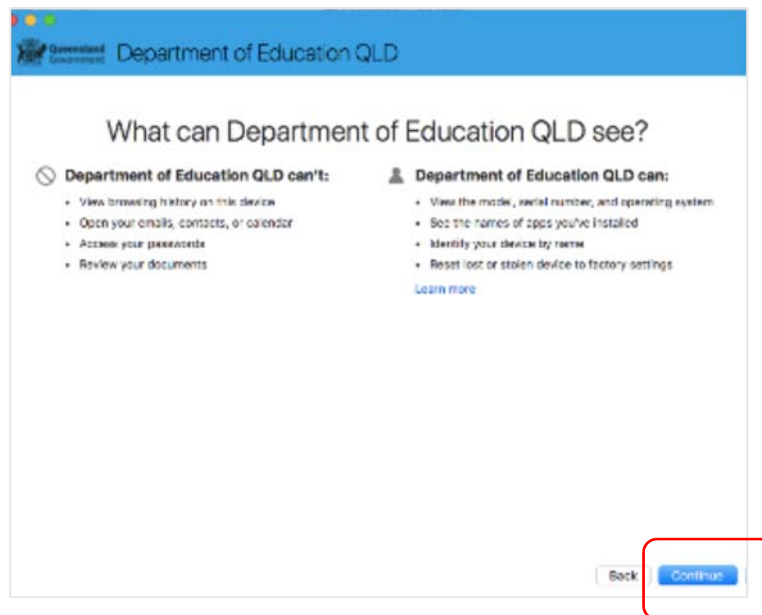 Queensland
Government
Department of Education QLD
What can Department of Education QLD see?
Department of Education QLD can't:
• View browsing history on this device
• Open your emails, contacts, or calendar
• Access your passwords
• Review your documents
Department of Education QLD can:
• View the model, serial number, and operating system
• See the names of apps you've installed
• Identify your device by name
• Reset lost or stolen device to factory settings
Learn more
Back
Continue